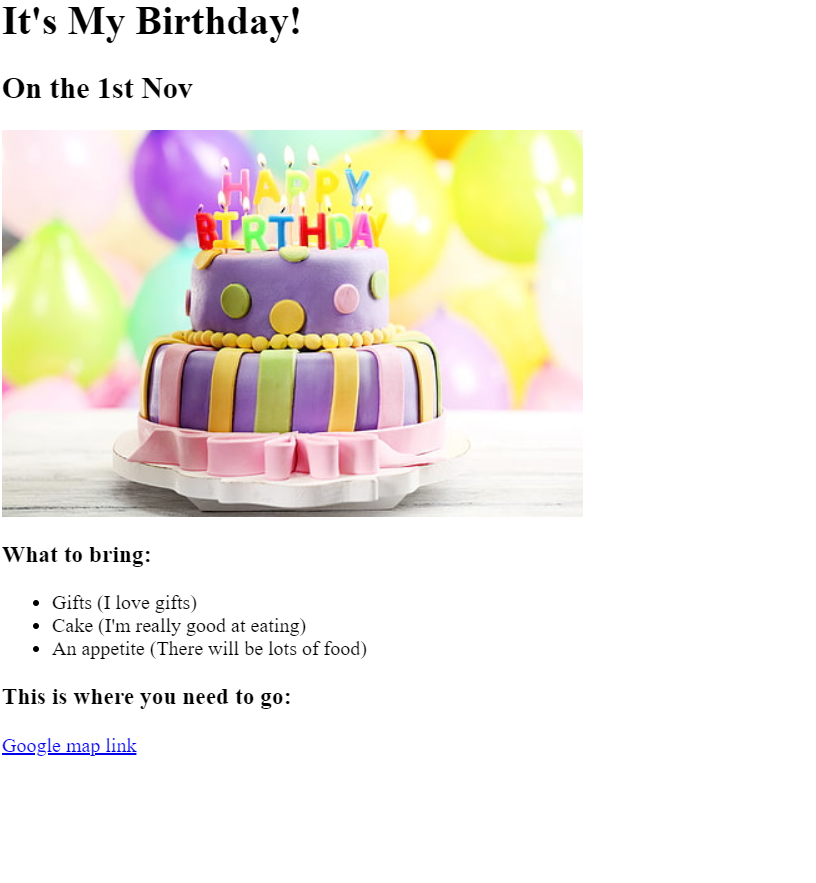 It's My Birthday!
On the 1st Nov
HAPPY
BIRTHDAY
What to bring:
Gifts (I love gifts)
Cake (I'm really good at eating)
An appetite (There will be lots of food)
This is where you need to go:
Google map link